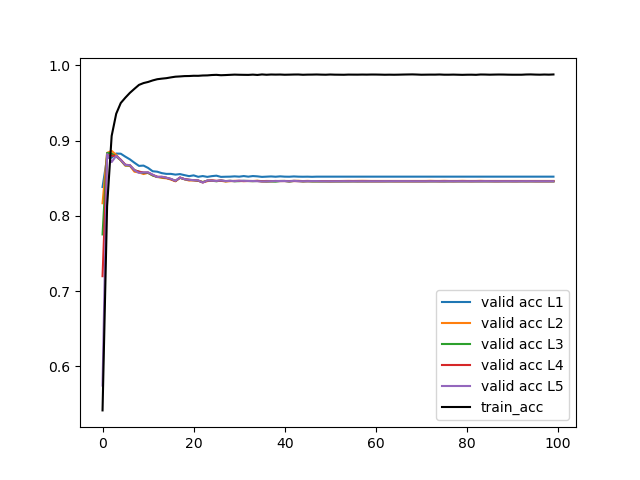 1.0
0.9
0.8
0.7
0.6
0
20
40
60
80
100
valid acc L1
valid acc L2
valid acc L3
valid acc L4
valid acc L5
train_acc